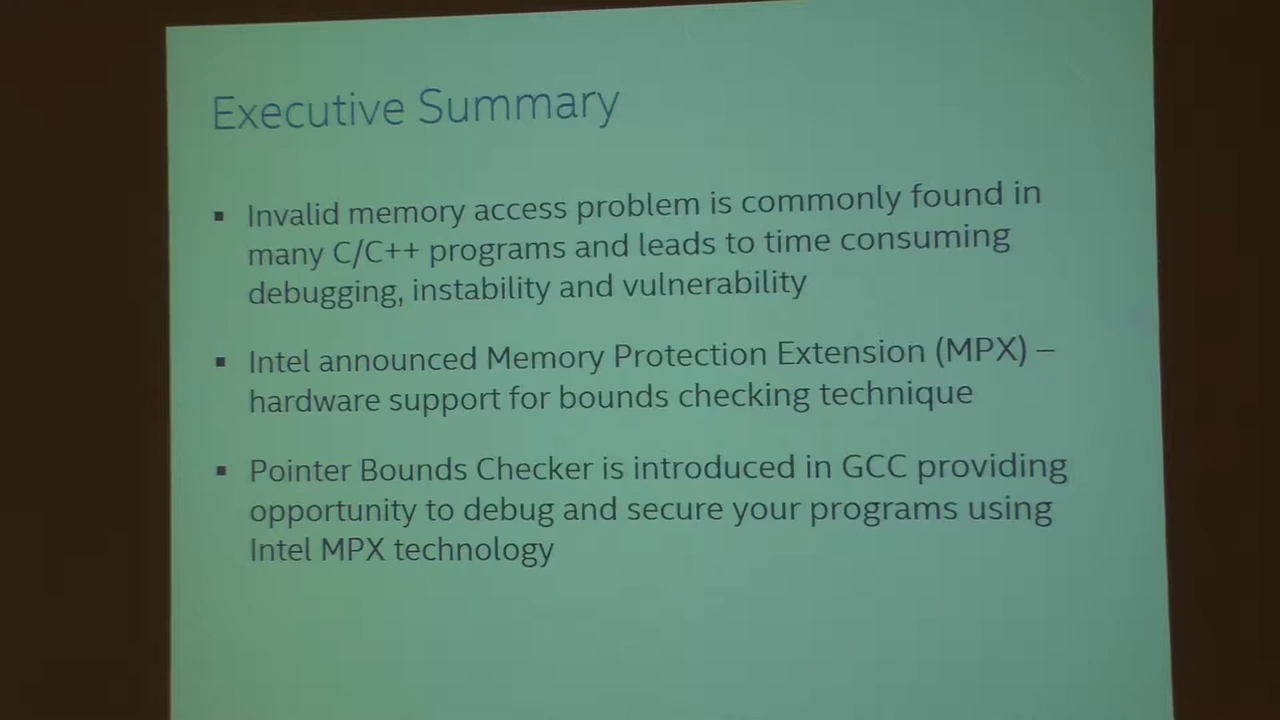 Executive Summary
▪ Invalid memory access problem is commonly found in
many C/C++ programs and leads to time consuming
debugging, instability and vulnerability
▪ Intel announced Memory Protection Extension (MPX) –
hardware support for bounds checking technique
▪ Pointer Bounds Checker is introduced in GCC providing
opportunity to debug and secure your programs using
Intel MPX technology